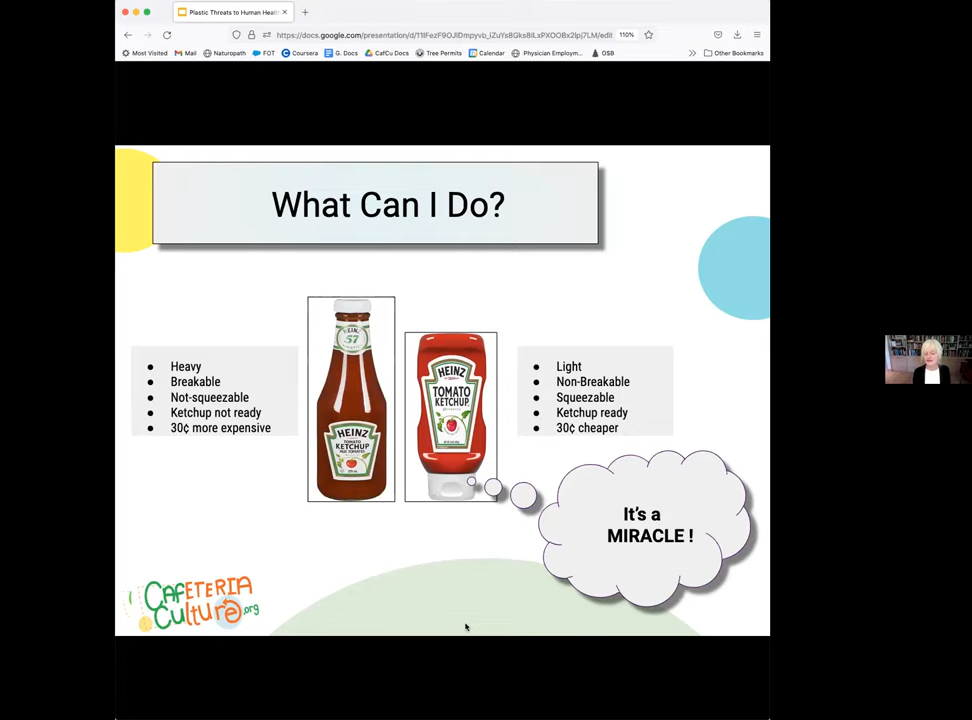 Plastic Threats to Human Healt
https://docs.google.com/presentation/d/
110%
Most Visited
Mail
Naturopath
FOT
Coursera
G. Docs
CafCu Docs
Tree Permits
Calendar
Physician Employm...
OSB
Other Bookmarks
What Can I Do?
Heavy
Breakable
Not-squeezable
Ketchup not ready
30¢ more expensive
HEINZ
57
HEINZ
TOMATO
KETCHUP
HEINZ
TOMATO
KETCHUP
Light
Non-Breakable
Squeezable
Ketchup ready
30¢ cheaper
It's a
MIRACLE !
CafETERIA
Culture.org